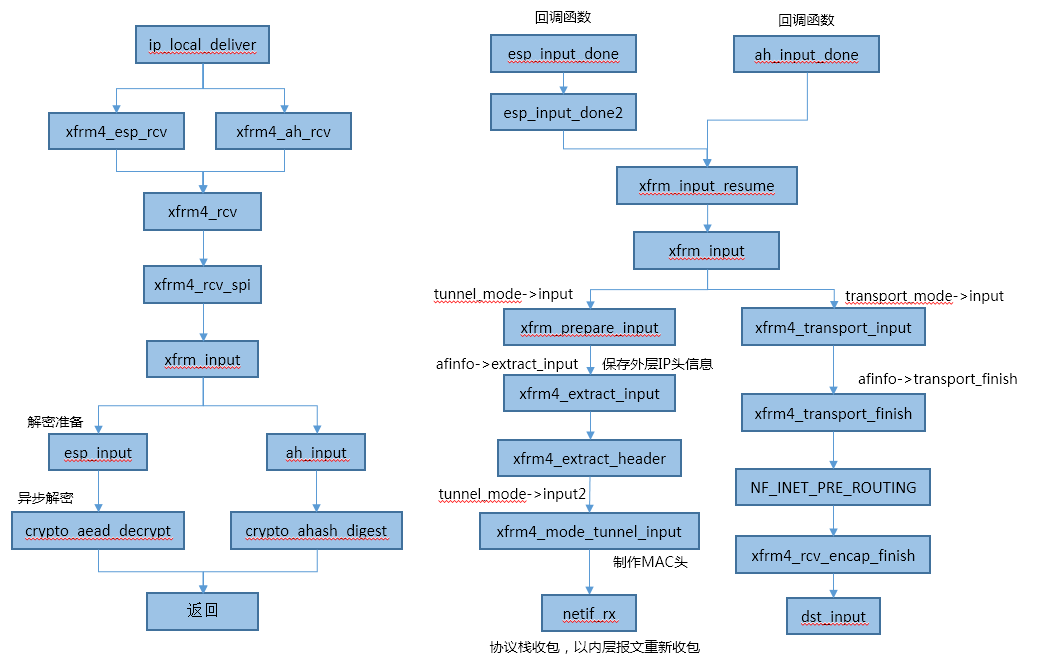 ip_local_deliver
xfrm4_esp_rcv
xfrm4_ah_rcv
xfrm4_rcv
xfrm4_rcv_spi
xfrm_input
解密准备
esp_input
ah_input
异步解密
crypto_aead_decrypt
crypto_ahash_digest
返回
回调函数
回调函数
esp_input_done
ah_input_done
esp_input_done2
xfrm_input_resume
xfrm_input
tunnel_mode->input
transport_mode->input
xfrm_prepare_input
xfrm4_transport_input
afinfo->extract_input
保存外层IP头信息
afinfo->transport_finish
xfrm4_extract_input
xfrm4_transport_finish
xfrm4_extract_header
NF_INET_PRE_ROUTING
tunnel_mode->input2
xfrm4_mode_tunnel_input
xfrm4_rcv_encap_finish
制作MAC头
netif_rx
dst_input
协议栈收包，以内层报文重新收包